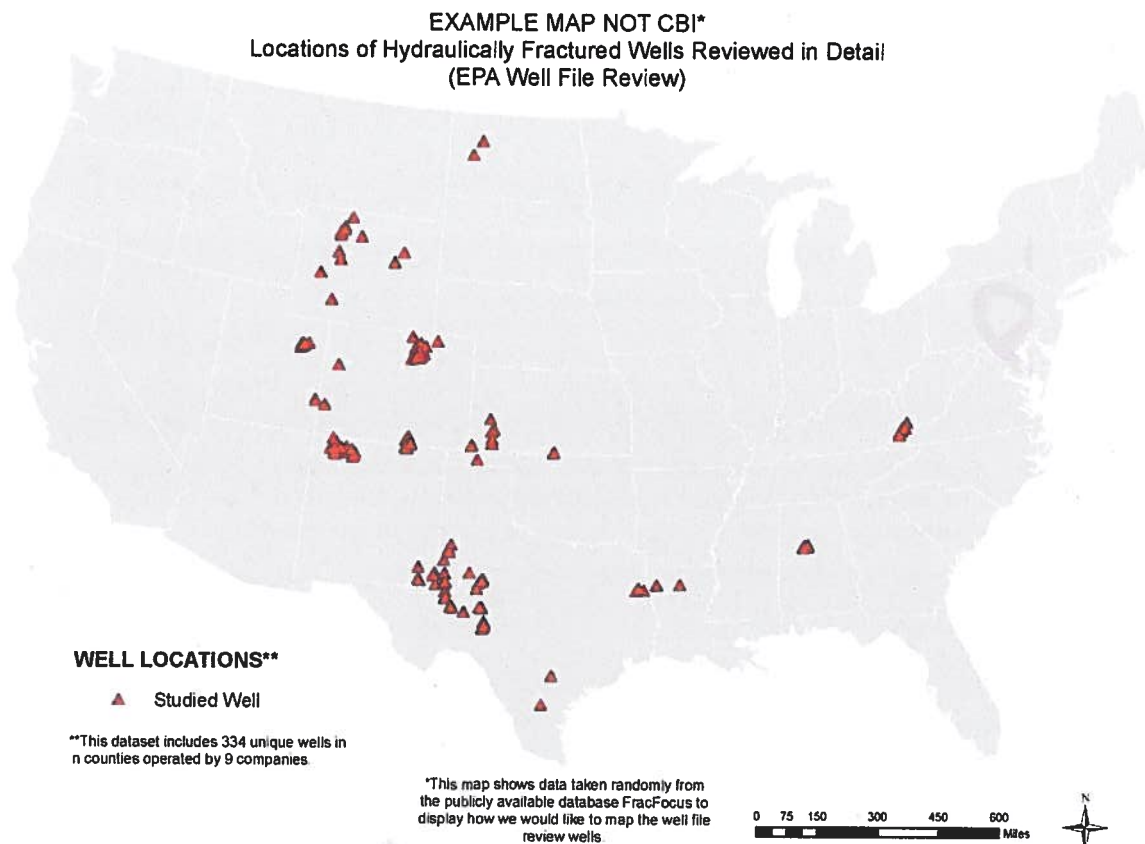 EXAMPLE MAP NOT CBI*
Locations of Hydraulically Fractured Wells Reviewed in Detail
(EPA Well File Review)
WELL LOCATIONS**
Studied Well
**This dataset includes 334 unique wells in
n counties operated by 9 companies.
*This map shows data taken randomly from
the publicly available database FracFocus to
display how we would like to map the well file
review wells.
N
0 75 150 300 450 600
Miles